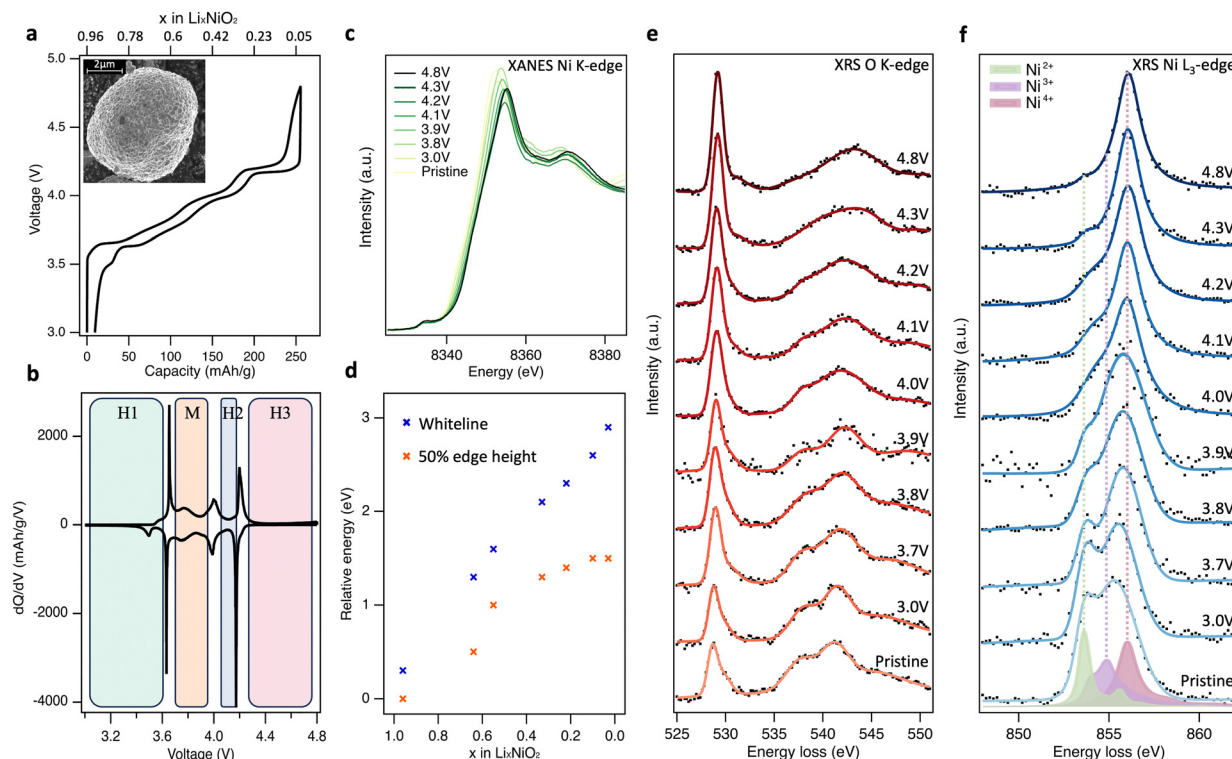 a
x in LiₓNiO₂
0.96 0.78 0.6 0.42 0.23 0.05
5.0
4.5
4.0
3.5
3.0
Voltage (V)
2µm
0 50 100 150 200 250
Capacity (mAh/g)
b
H1 M H2 H3
2000
0
-2000
-4000
dQ/dV (mAh/g/V)
3.2 3.6 4.0 4.4 4.8
Voltage (V)
c
XANES Ni K-edge
4.8V
4.3V
4.2V
4.1V
3.9V
3.8V
3.0V
Pristine
Intensity (a.u.)
8340 8360 8380
Energy (eV)
d
Whiteline
50% edge height
3
2
1
0
Relative energy (eV)
1.0 0.8 0.6 0.4 0.2 0.0
x in LiₓNiO₂
e
XRS O K-edge
4.8V
4.3V
4.2V
4.1V
4.0V
3.9V
3.8V
3.7V
3.0V
Pristine
Intensity (a.u.)
525 530 535 540 545 550
Energy loss (eV)
f
XRS Ni L₃-edge
Ni²⁺
Ni³⁺
Ni⁴⁺
4.8V
4.3V
4.2V
4.1V
4.0V
3.9V
3.8V
3.7V
3.0V
Pristine
Intensity (a.u.)
850 855 860
Energy loss (eV)